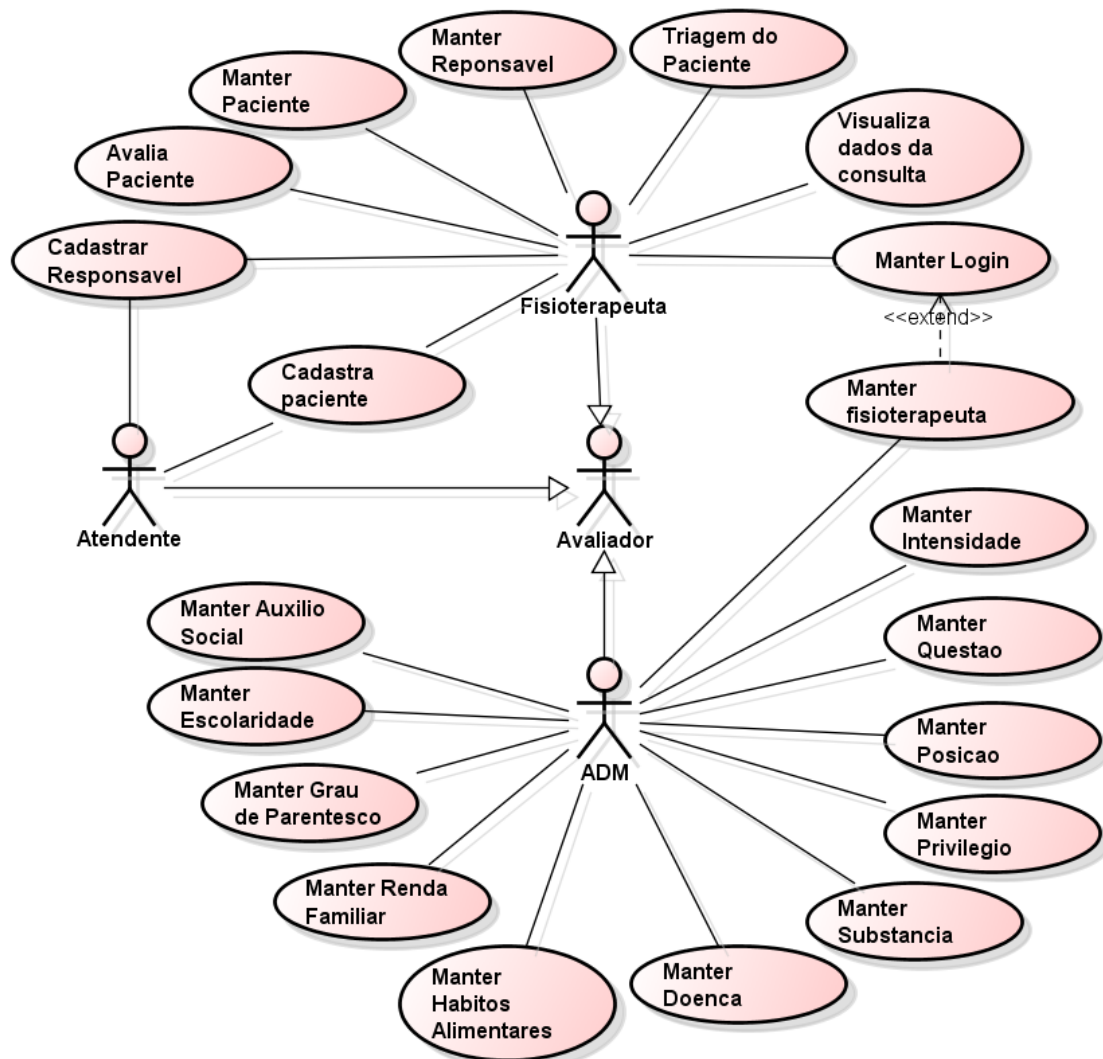 Manter
Reponsavel
Triagem do
Paciente
Manter
Paciente
Visualiza
dados da
consulta
Avalia
Paciente
Cadastrar
Responsavel
Manter Login
Fisioterapeuta
<<extend>>
Cadastra
paciente
Manter
fisioterapeuta
Atendente
Avaliador
Manter
Intensidade
Manter Auxilio
Social
Manter
Questao
Manter
Escolaridade
Manter
Posicao
ADM
Manter Grau
de Parentesco
Manter
Privilegio
Manter Renda
Familiar
Manter
Substancia
Manter
Habitos
Alimentares
Manter
Doenca